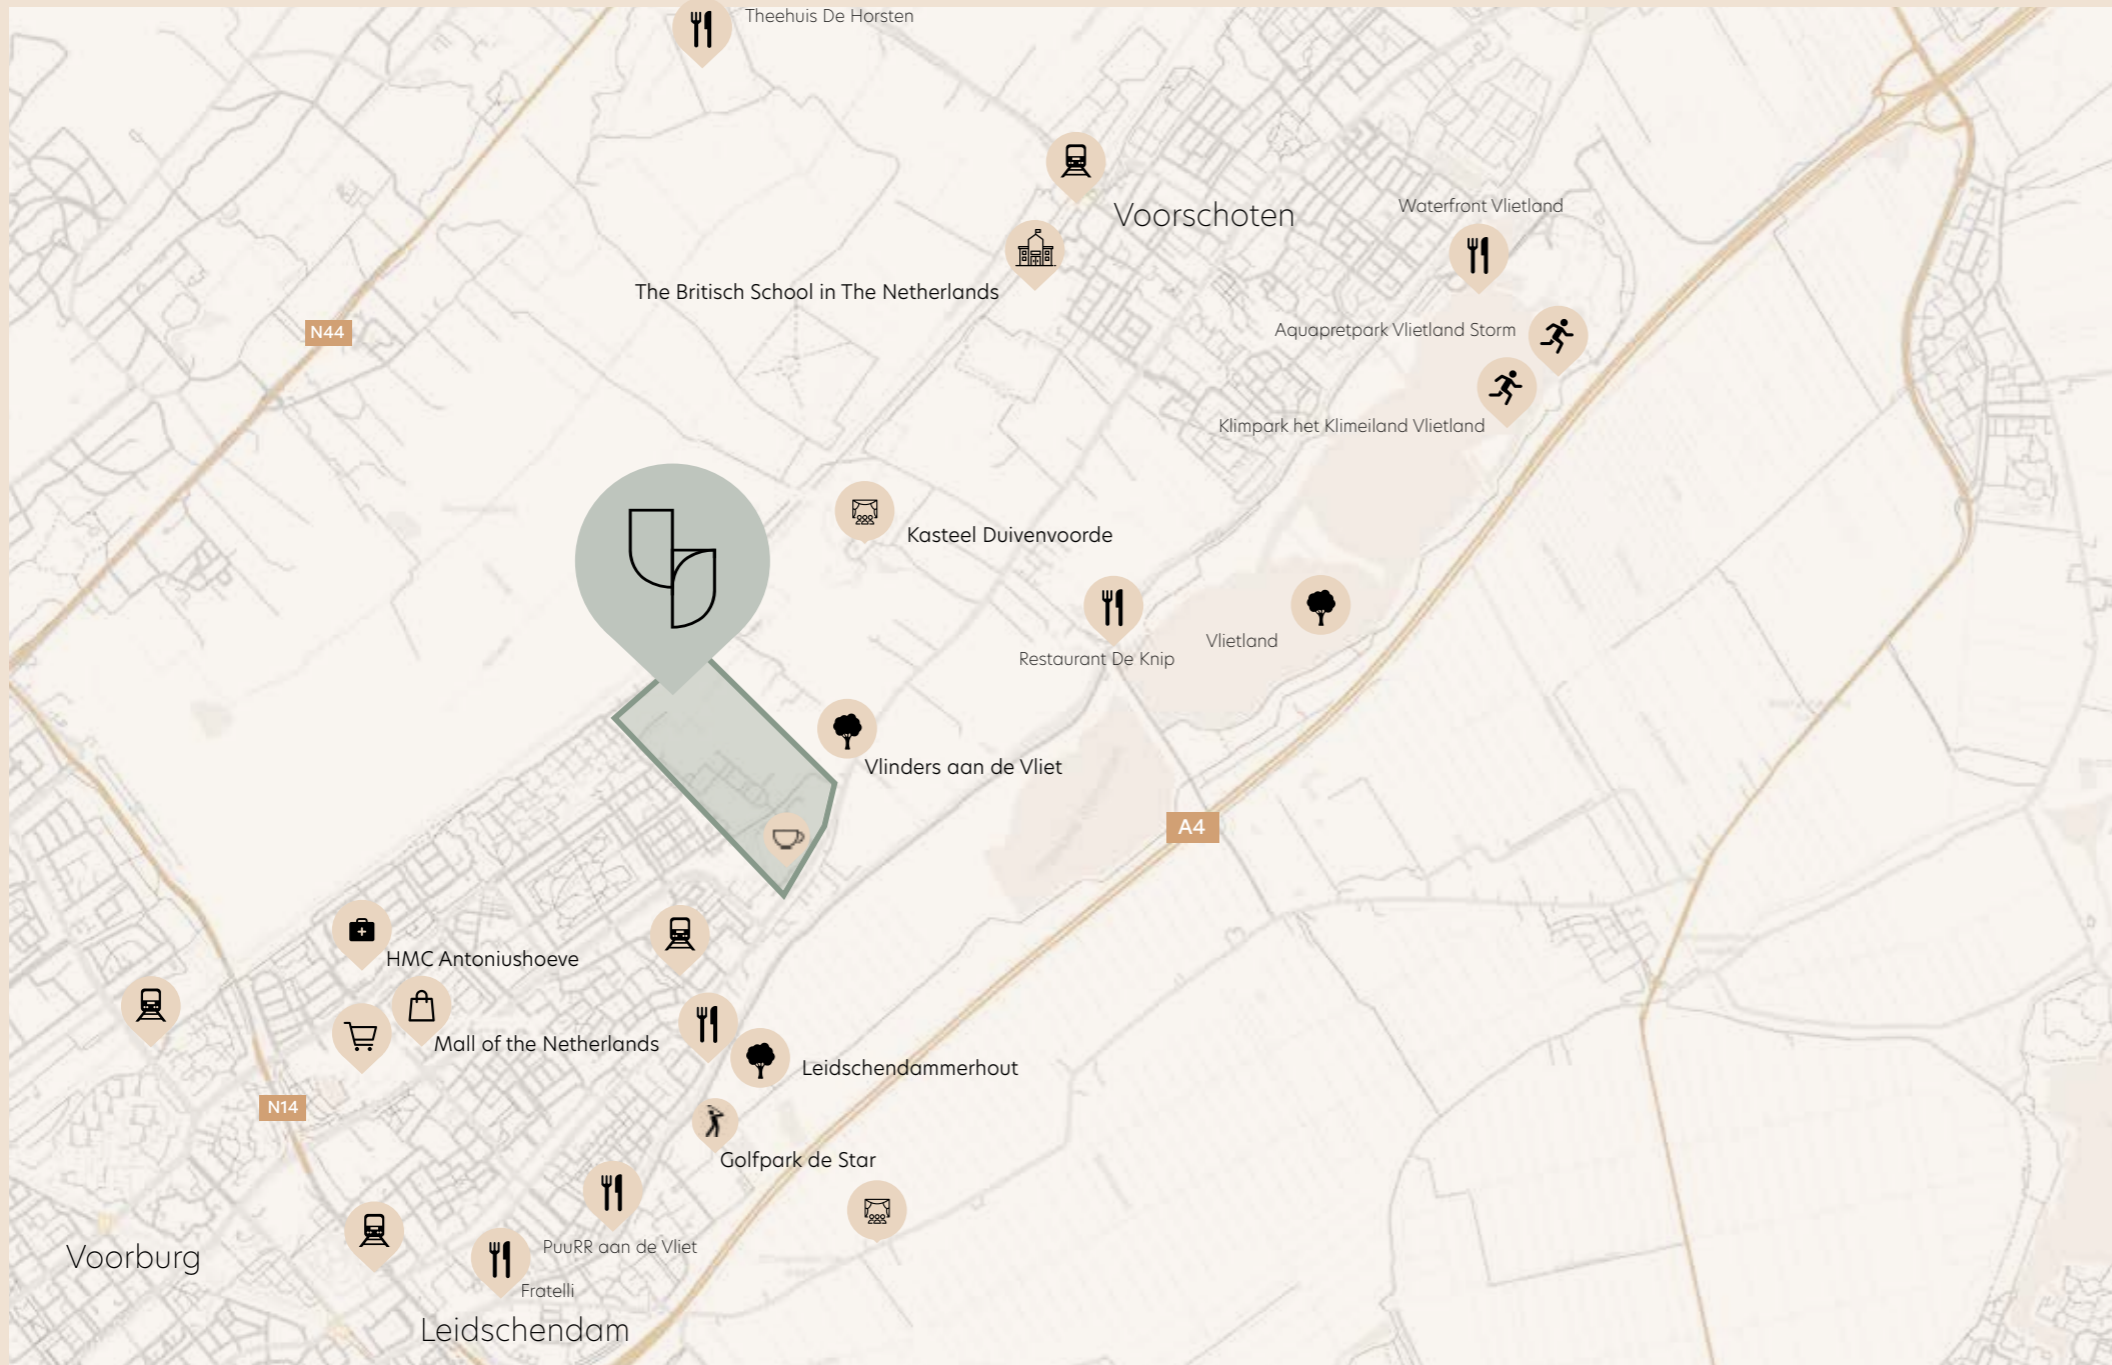 Theehuis De Horsten
Voorschoten
Waterfront Vlietland
The Britisch School in The Netherlands
N44
Aquapretpark Vlietland Storm
Klimpark het Klimeiland Vlietland
Kasteel Duivenvoorde
Vlietland
Restaurant De Knip
Vlinders aan de Vliet
A4
HMC Antoniushoeve
Mall of the Netherlands
Leidschendammerhout
N14
Golfpark de Star
PuuRR aan de Vliet
Voorburg
Fratelli
Leidschendam